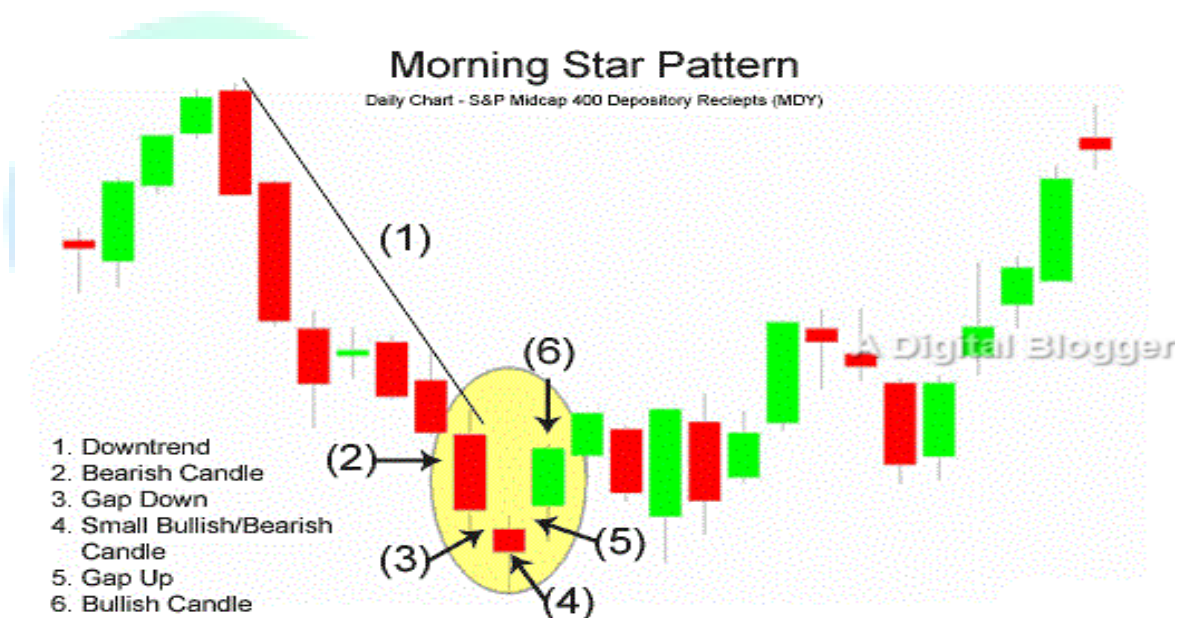 Morning Star Pattern
Daily Chart - S&P Midcap 400 Depository Reciepts (MDY)
(1)
A Digital Blogger
(6)
1. Downtrend
(2)
2. Bearish Candle
3. Gap Down
4. Small Bullish/Bearish
Candle
(5)
(3)
5. Gap Up
(4)
6. Bullish Candle